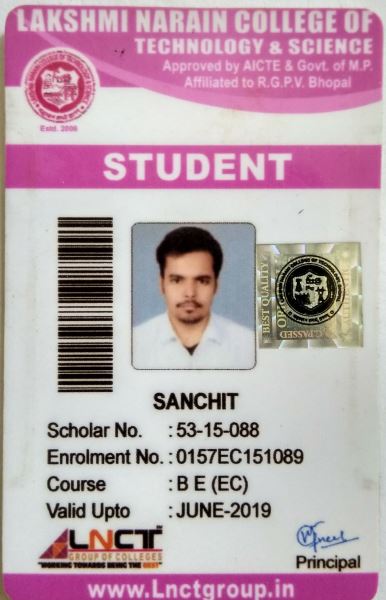 LAKSHMI NARAIN COLLEGE OF
TECHNOLOGY & SCIENCE
Approved by AICTE & Govt. of M.P.
Affiliated to R.G.P.V. Bhopal
Estd. 2006
STUDENT
BEST QUALITY
SANCHIT
Scholar No. : 53-15-088
Enrolment No. : 0157EC151089
Course : B E (EC)
Valid Upto : JUNE-2019
LNCT
GROUP OF COLLEGES
"WORKING TOWARDS BEING THE BEST"
Principal
www.Lnctgroup.in